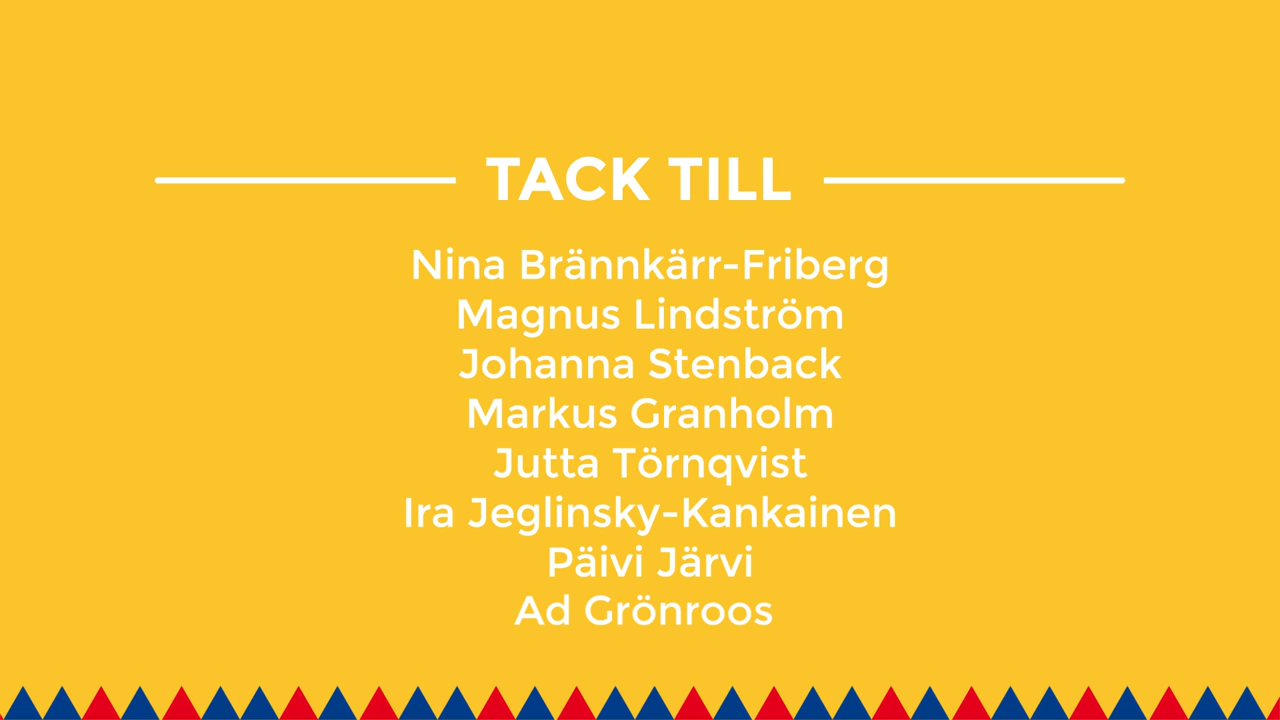 TACK TILL
Nina Brännkärr-Friberg
Magnus Lindström
Johanna Stenback
Markus Granholm
Jutta Törnqvist
Ira Jeglinsky-Kankainen
Päivi Järvi
Ad Grönroos